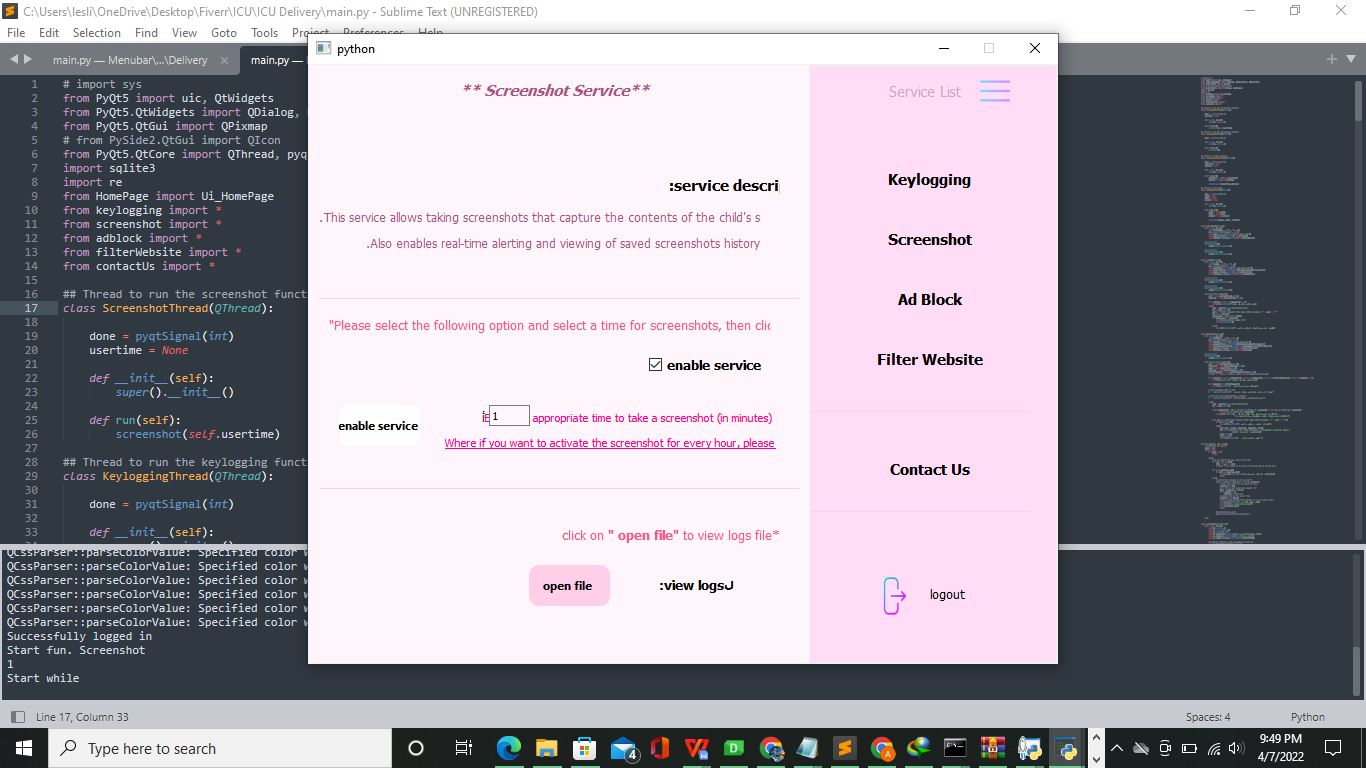 C:\Users\lesli\OneDrive\Desktop\Fiverr\ICU\ICU Delivery\main.py - Sublime Text (UNREGISTERED)
File Edit Selection Find View Goto Tools Project Preferences Help
main.py — Menubar\...\Delivery
main.py —
1 # import sys
2 from PyQt5 import uic, QtWidgets
3 from PyQt5.QtWidgets import QDialog,
4 from PyQt5.QtGui import QPixmap
5 # from PySide2.QtGui import QIcon
6 from PyQt5.QtCore import QThread, pyq
7 import sqlite3
8 import re
9 from HomePage import Ui_HomePage
10 from keylogging import *
11 from screenshot import *
12 from adblock import *
13 from filterWebsite import *
14 from contactUs import *
15
16 ## Thread to run the screenshot funct
17 class ScreenshotThread(QThread):
18
19 done = pyqtSignal(int)
20 usertime = None
21
22 def __init__(self):
23 super().__init__()
24
25 def run(self):
26 screenshot(self.usertime)
27
28 ## Thread to run the keylogging funct
29 class KeyloggingThread(QThread):
30
31 done = pyqtSignal(int)
32
33 def __init__(self):
34
QCssParser::parseColorValue: Specified color w
QCssParser::parseColorValue: Specified color w
QCssParser::parseColorValue: Specified color w
QCssParser::parseColorValue: Specified color w
QCssParser::parseColorValue: Specified color w
QCssParser::parseColorValue: Specified color w
Successfully logged in
Start fun. Screenshot
1
Start while
python
** Screenshot Service**
:service descri
.This service allows taking screenshots that capture the contents of the child's s
.Also enables real-time alerting and viewing of saved screenshots history
"Please select the following option and select a time for screenshots, then clic
enable service
enable service
1 appropriate time to take a screenshot (in minutes)
Where if you want to activate the screenshot for every hour, please
click on " open file" to view logs file*
open file
:view logs
Service List
Keylogging
Screenshot
Ad Block
Filter Website
Contact Us
logout
Line 17, Column 33
Spaces: 4
Python
Type here to search
4
9:49 PM
4/7/2022